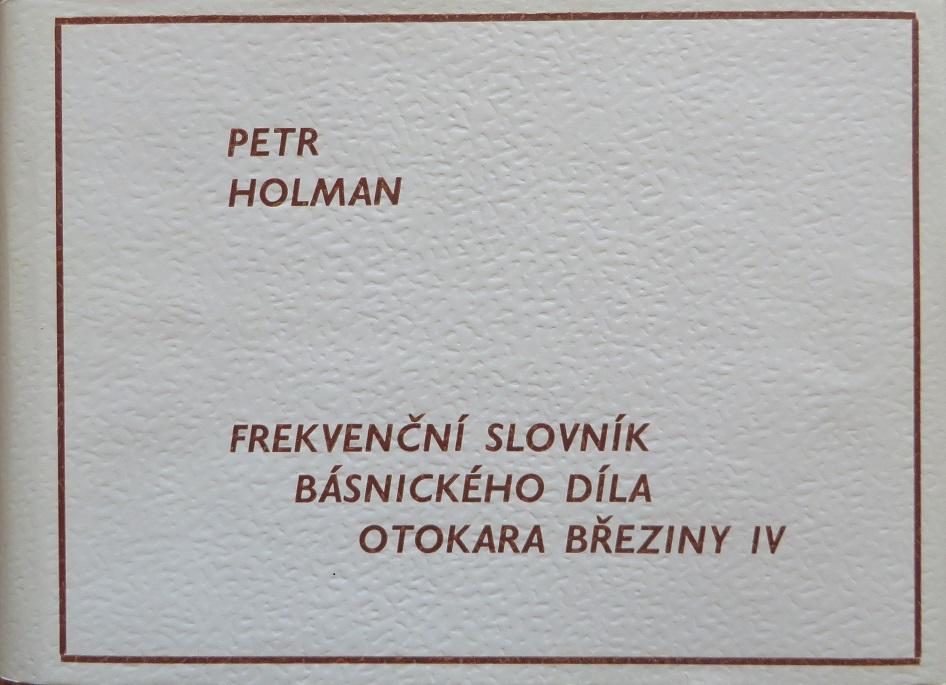 PETR
HOLMAN
FREKVENČNÍ SLOVNÍK
BÁSNICKÉHO DÍLA
OTOKARA BŘEZINY IV